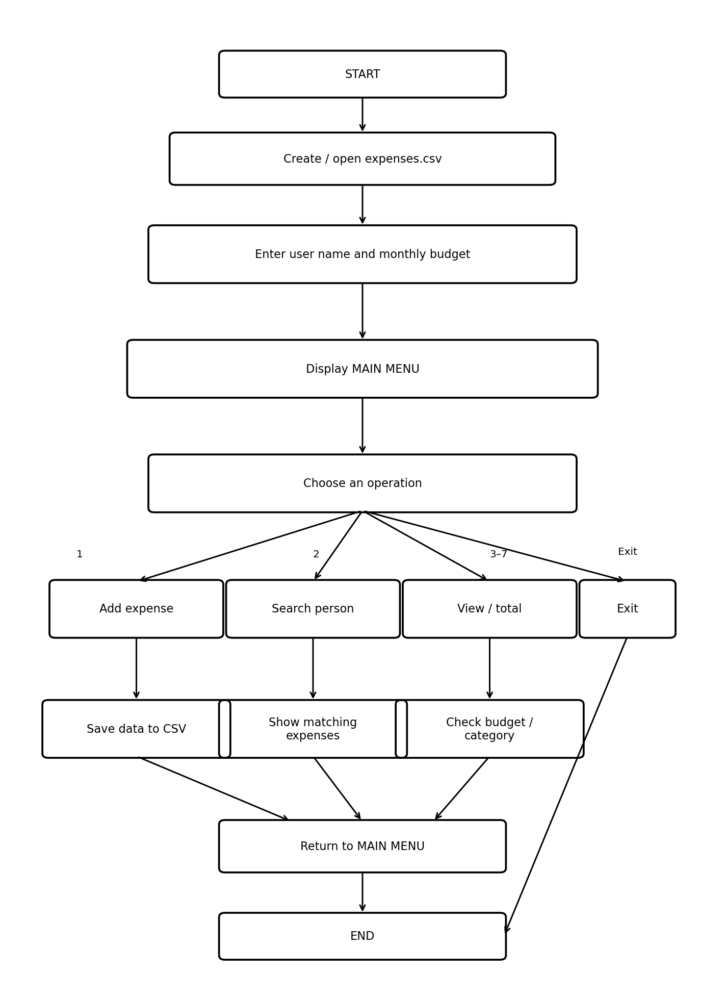 START
Create / open expenses.csv
Enter user name and monthly budget
Display MAIN MENU
Choose an operation
1
2
3–7
Exit
Add expense
Search person
View / total
Exit
Save data to CSV
Show matching
expenses
Check budget /
category
Return to MAIN MENU
END